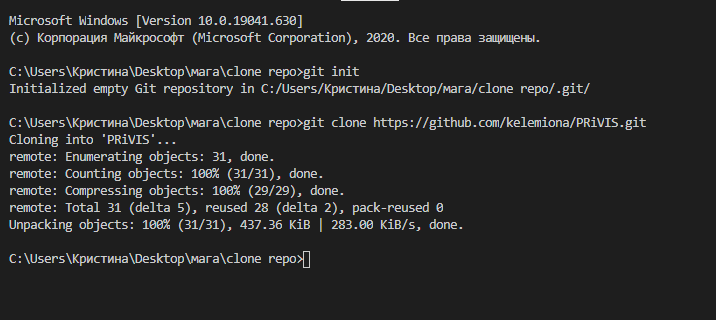 Microsoft Windows [Version 10.0.19041.630]
(c) Корпорация Майкрософт (Microsoft Corporation), 2020. Все права защищены.
C:\Users\Кристина\Desktop\мага\clone repo>git init
Initialized empty Git repository in C:/Users/Кристина/Desktop/мага/clone repo/.git/
C:\Users\Кристина\Desktop\мага\clone repo>git clone https://github.com/kelemiona/PRiVIS.git
Cloning into 'PRiVIS'...
remote: Enumerating objects: 31, done.
remote: Counting objects: 100% (31/31), done.
remote: Compressing objects: 100% (29/29), done.
remote: Total 31 (delta 5), reused 28 (delta 2), pack-reused 0
Unpacking objects: 100% (31/31), 437.36 KiB | 283.00 KiB/s, done.
C:\Users\Кристина\Desktop\мага\clone repo>